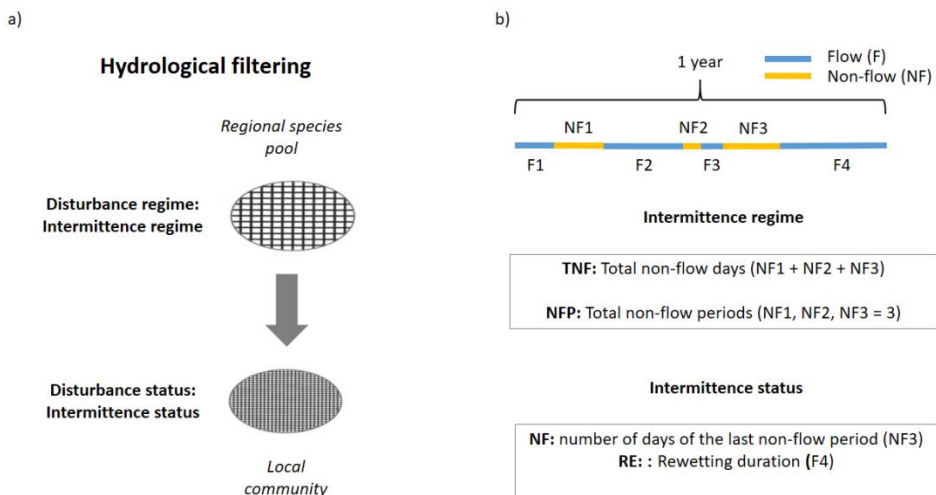 a)
Hydrological filtering
Regional species
pool
Disturbance regime:
Intermittence regime
Disturbance status:
Intermittence status
Local
community
b)
Flow (F)
Non-flow (NF)
1 year
NF1
NF2
NF3
F1
F2
F3
F4
Intermittence regime
TNF: Total non-flow days (NF1 + NF2 + NF3)
NFP: Total non-flow periods (NF1, NF2, NF3 = 3)
Intermittence status
NF: number of days of the last non-flow period (NF3)
RE: : Rewetting duration (F4)